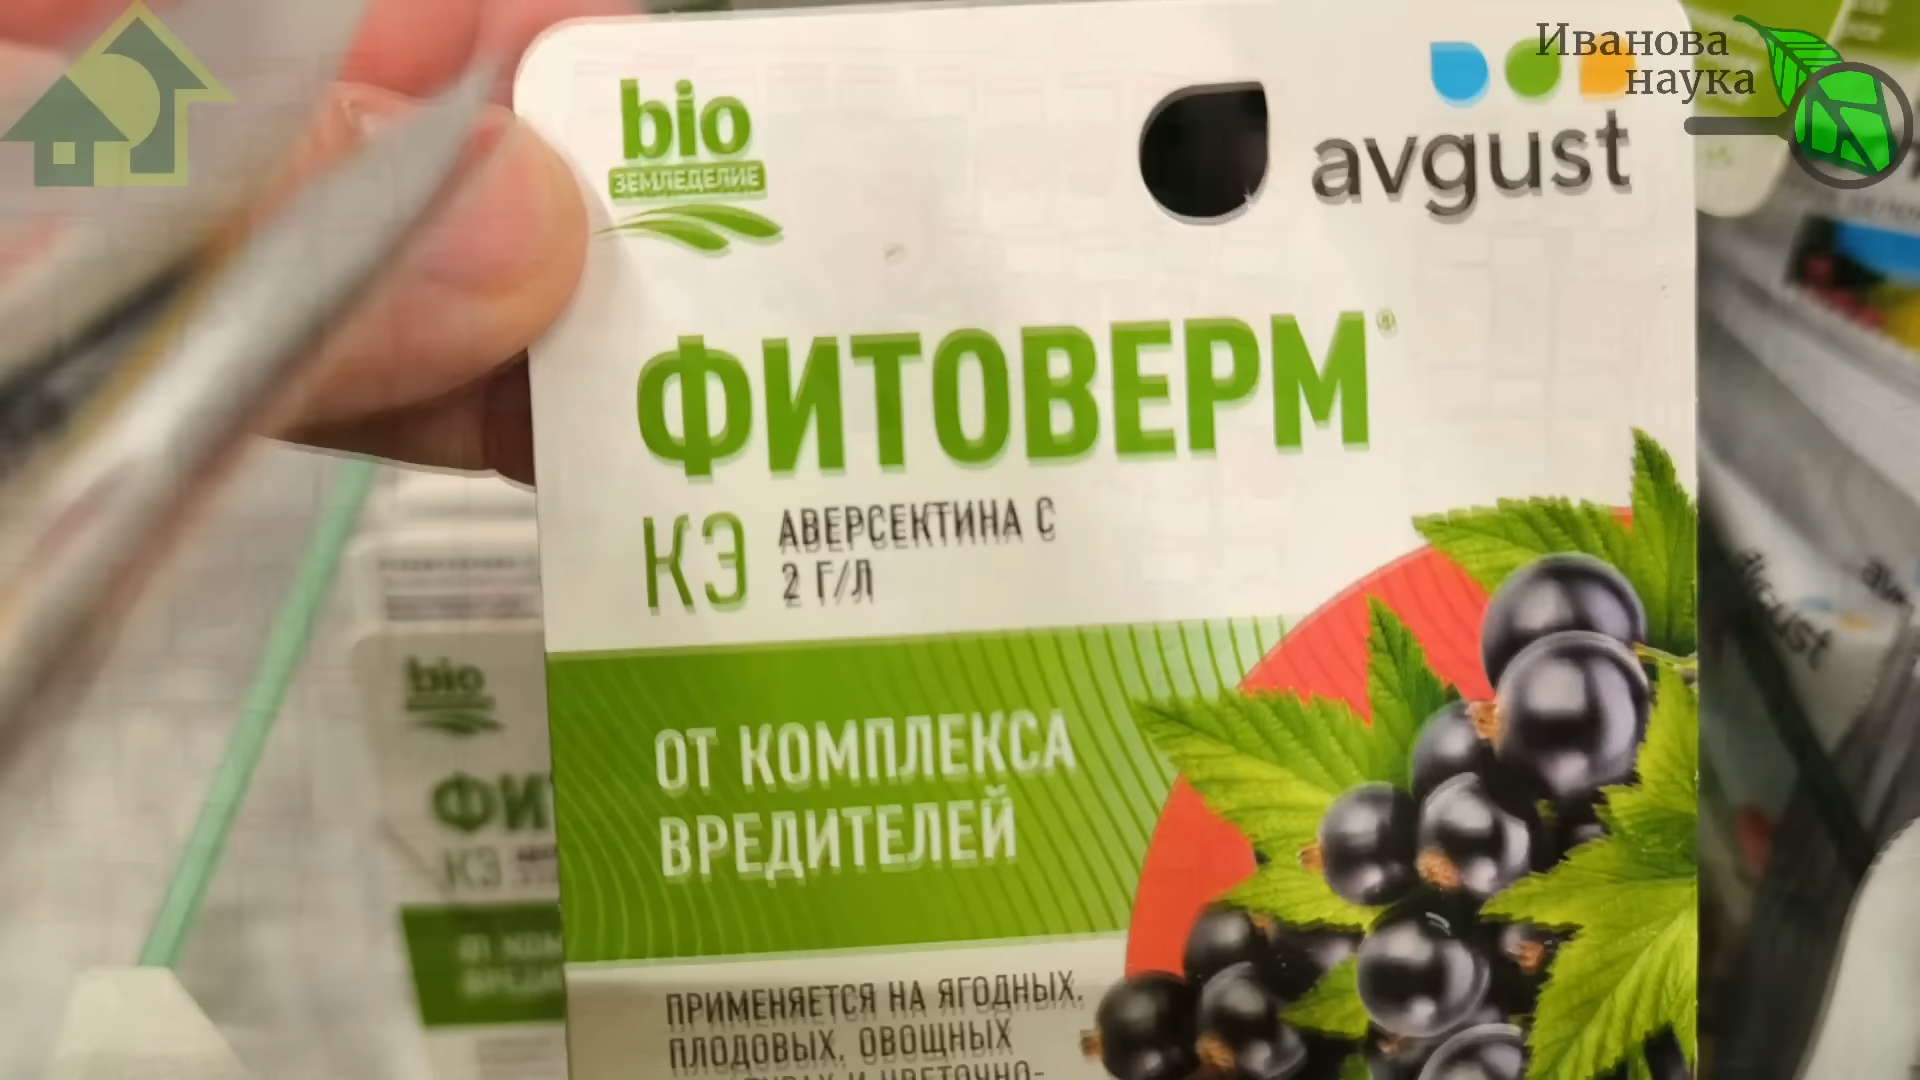 Иванова
наука
bio
ЗЕМЛЕДЕЛИЕ
avgust
ФИТОВЕРМ®
КЭ
АВЕРСЕКТИНА С
2 Г/Л
ОТ КОМПЛЕКСА
ВРЕДИТЕЛЕЙ
ПРИМЕНЯЕТСЯ НА ЯГОДНЫХ,
ПЛОДОВЫХ, ОВОЩНЫХ
И ЦВЕТОЧНО-
bio
ФИ
КЭ